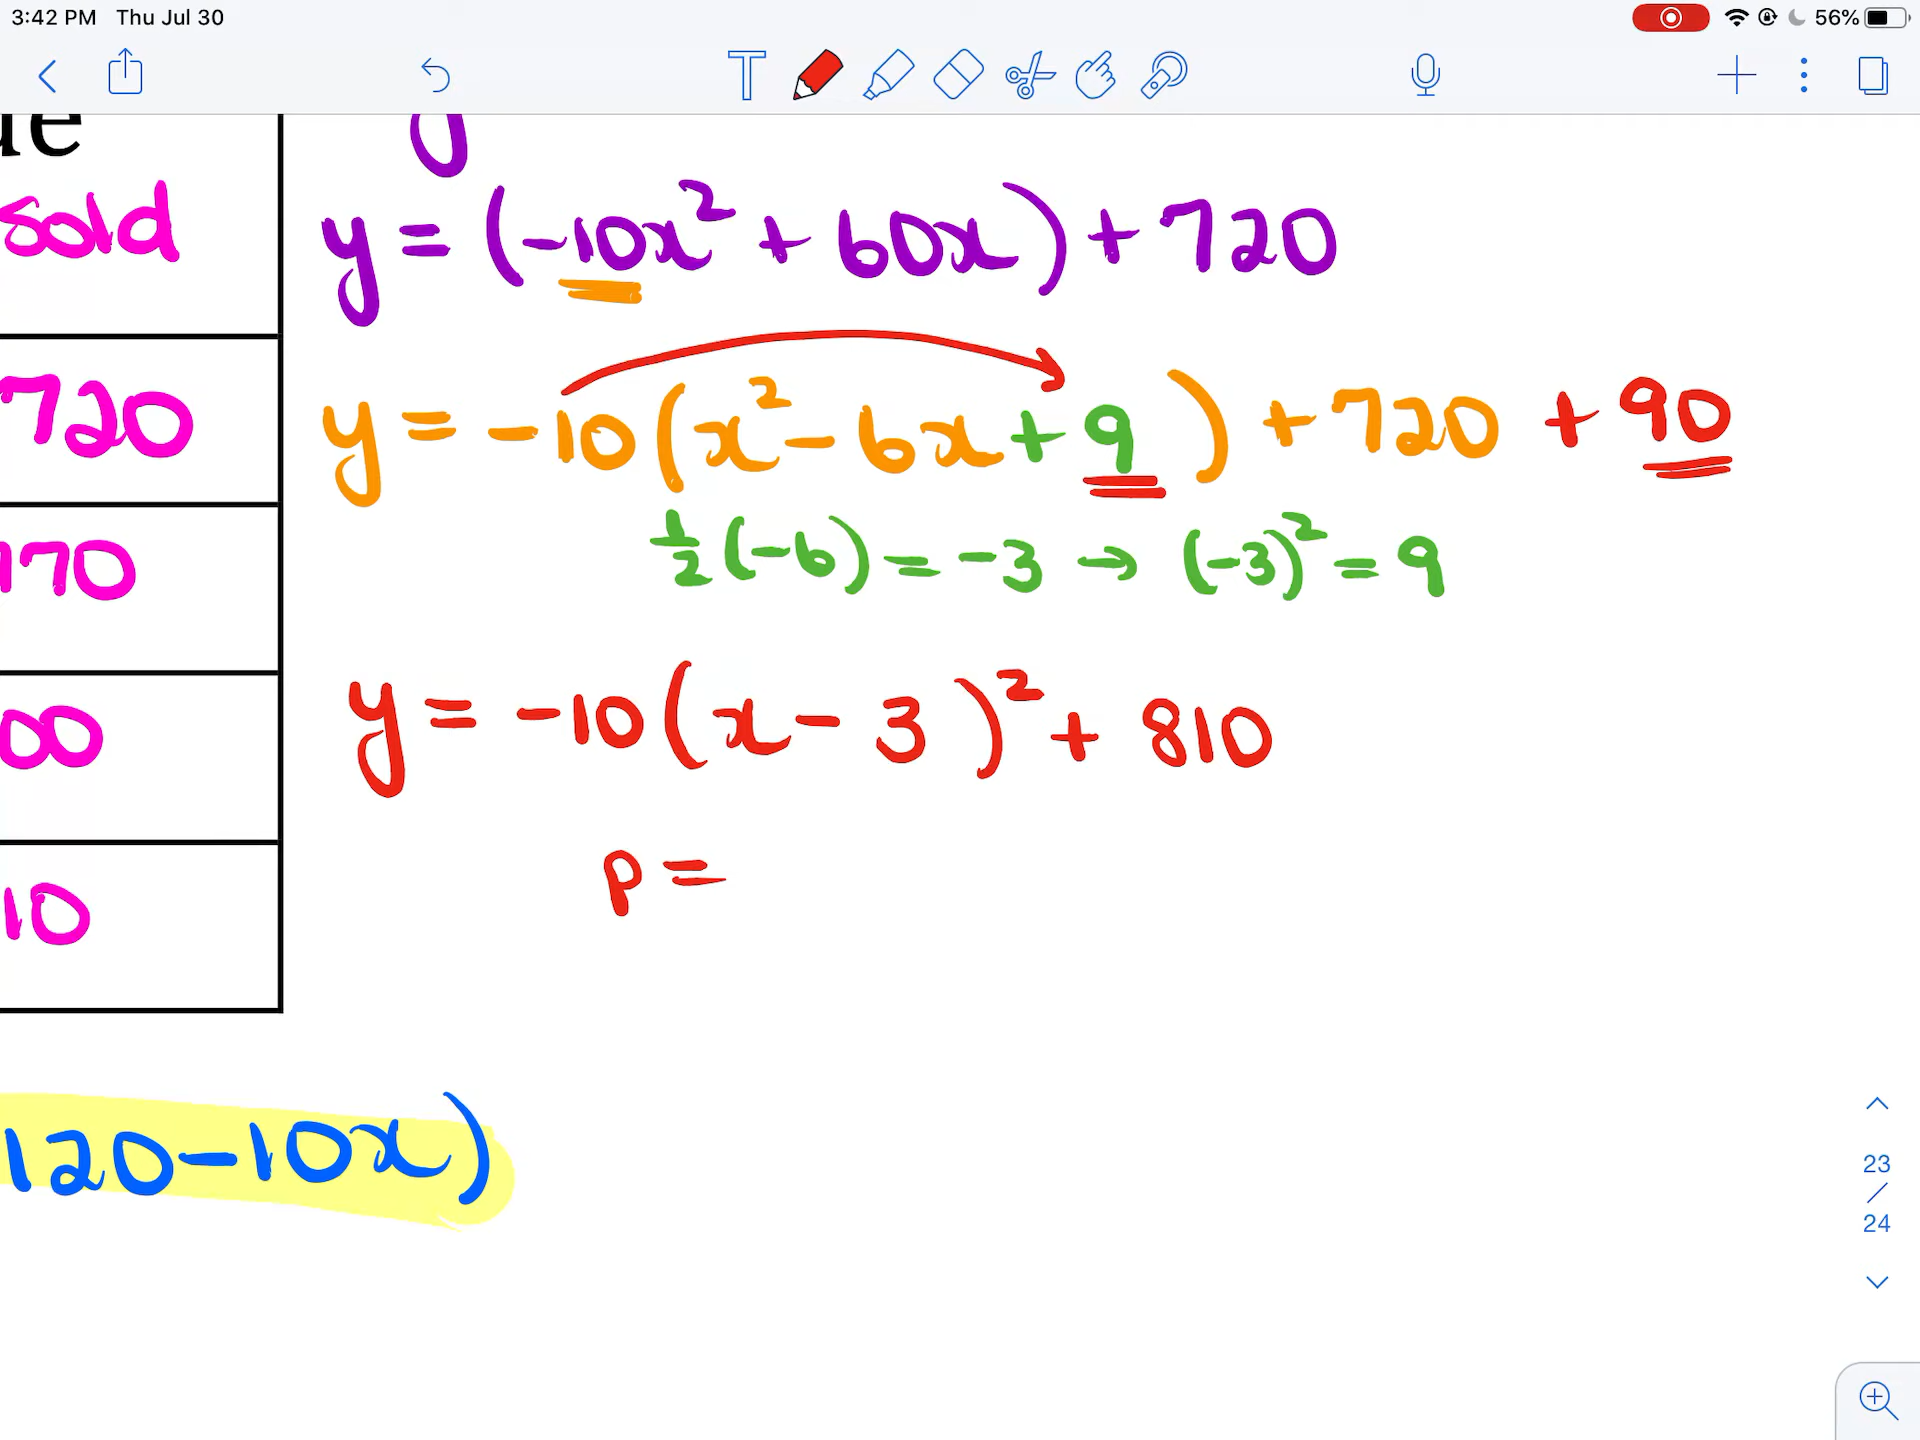 3:42 PM Thu Jul 30 56%
T
sold
720
170
00
10
y = (-10x² + 60x) + 720
y = -10(x² - 6x + 9) + 720 + 90
½(-6) = -3 → (-3)² = 9
y = -10(x - 3)² + 810
p =
120-10x)
23
/
24